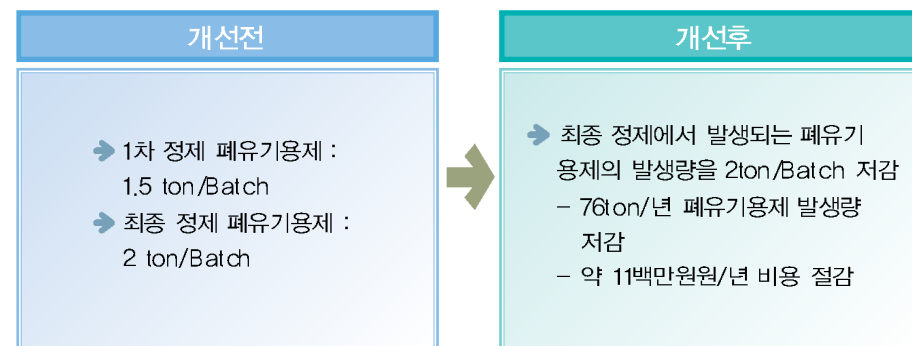 개선전
1차 정제 폐유기용제 :
1.5 ton/Batch
최종 정제 폐유기용제 :
2 ton/Batch
개선후
최종 정제에서 발생되는 폐유기
용제의 발생량을 2ton/Batch 저감
- 76ton/년 폐유기용제 발생량
저감
- 약 11백만원원/년 비용 절감